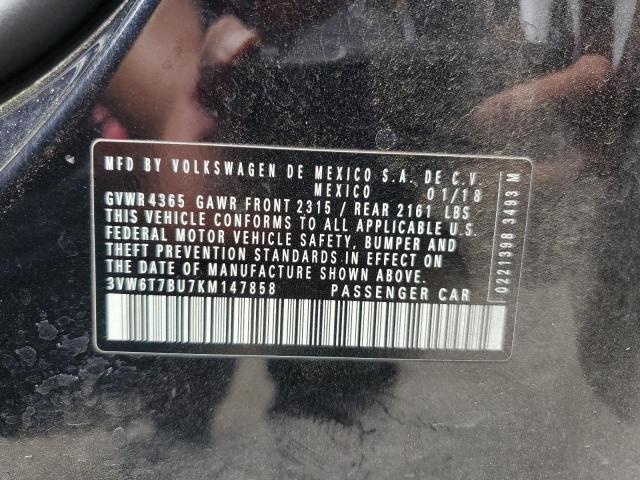 MFD BY VOLKSWAGEN DE MEXICO S.A. DE C.V.
MEXICO 01/18
GVWR 4365 GAWR FRONT 2315 / REAR 2161 LBS
THIS VEHICLE CONFORMS TO ALL APPLICABLE U.S.
FEDERAL MOTOR VEHICLE SAFETY, BUMPER AND
THEFT PREVENTION STANDARDS IN EFFECT ON
THE DATE OF MANUFACTURE SHOWN ABOVE.
3VW6T7BU7KM147858 PASSENGER CAR
0221398 3493 M